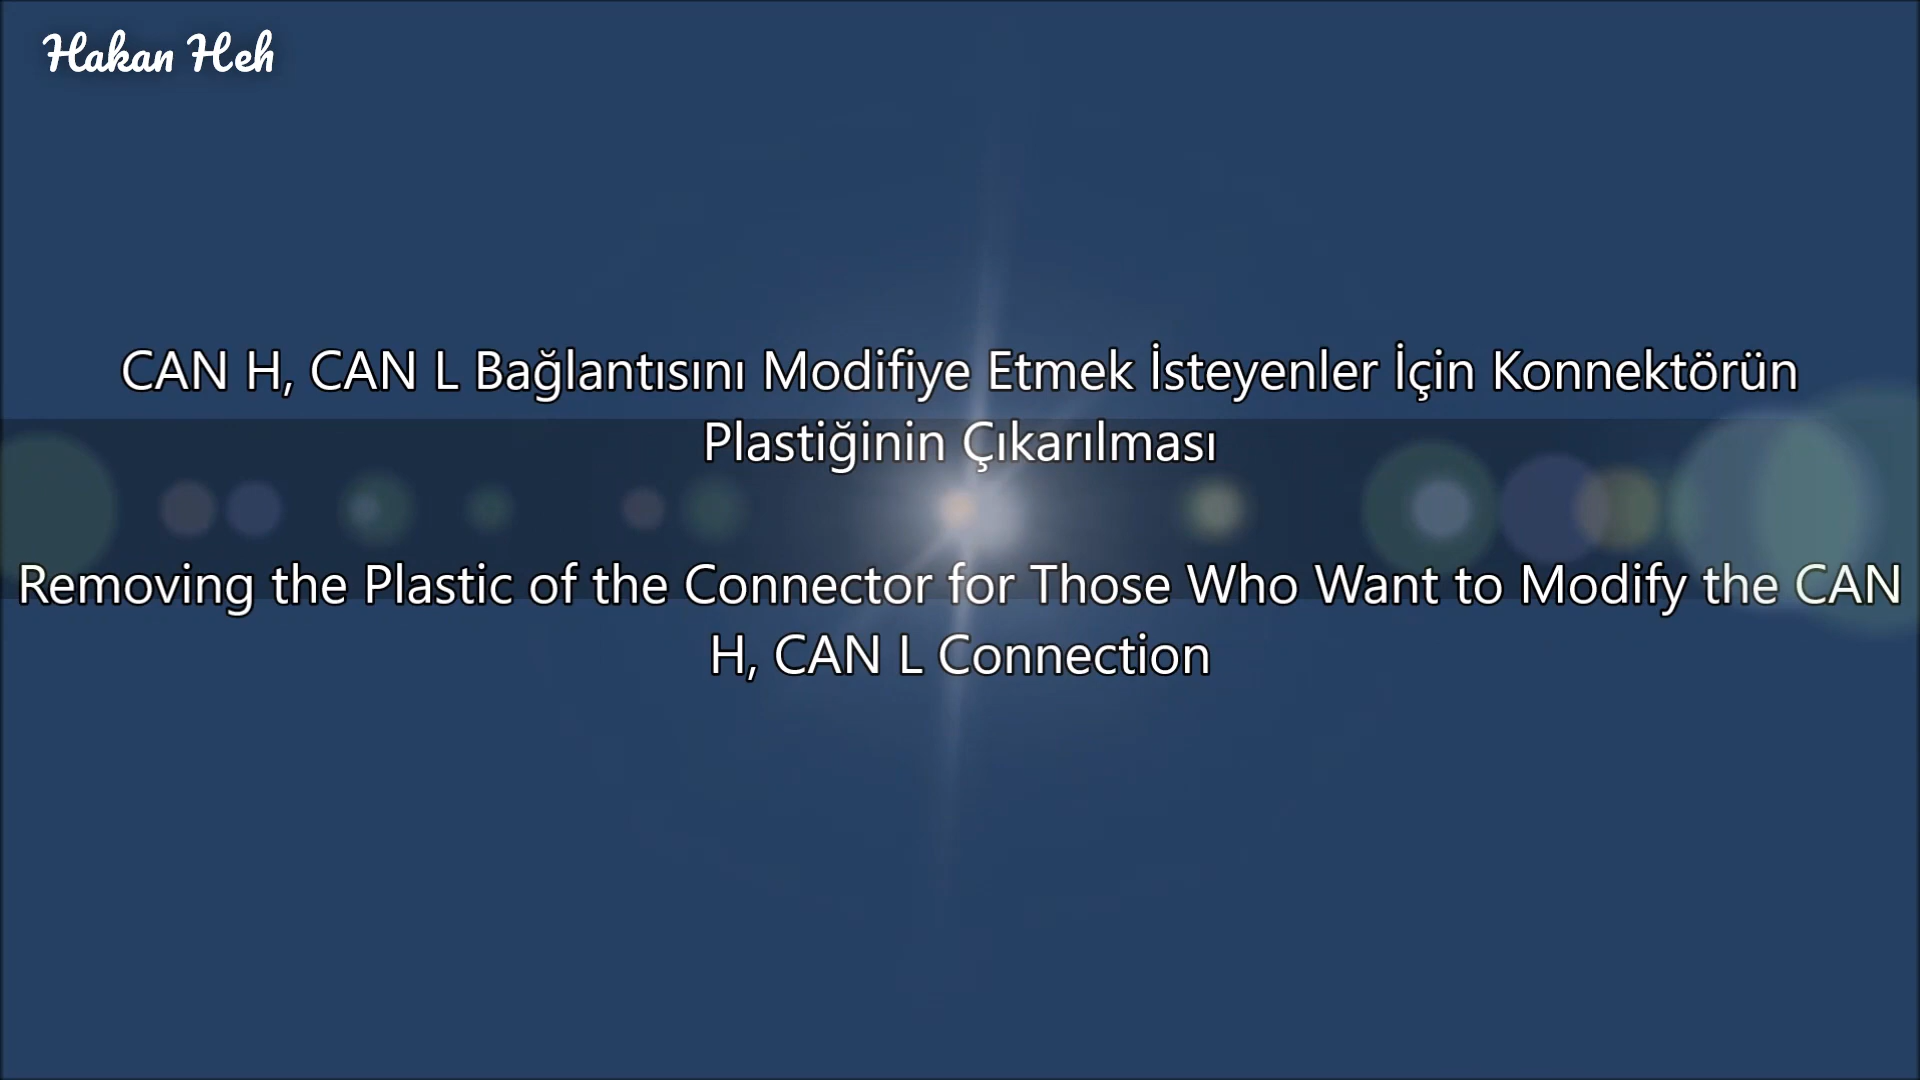 Hakan Heh
CAN H, CAN L Bağlantısını Modifiye Etmek İsteyenler İçin Konnektörün
Plastiğinin Çıkarılması
Removing the Plastic of the Connector for Those Who Want to Modify the CAN
H, CAN L Connection